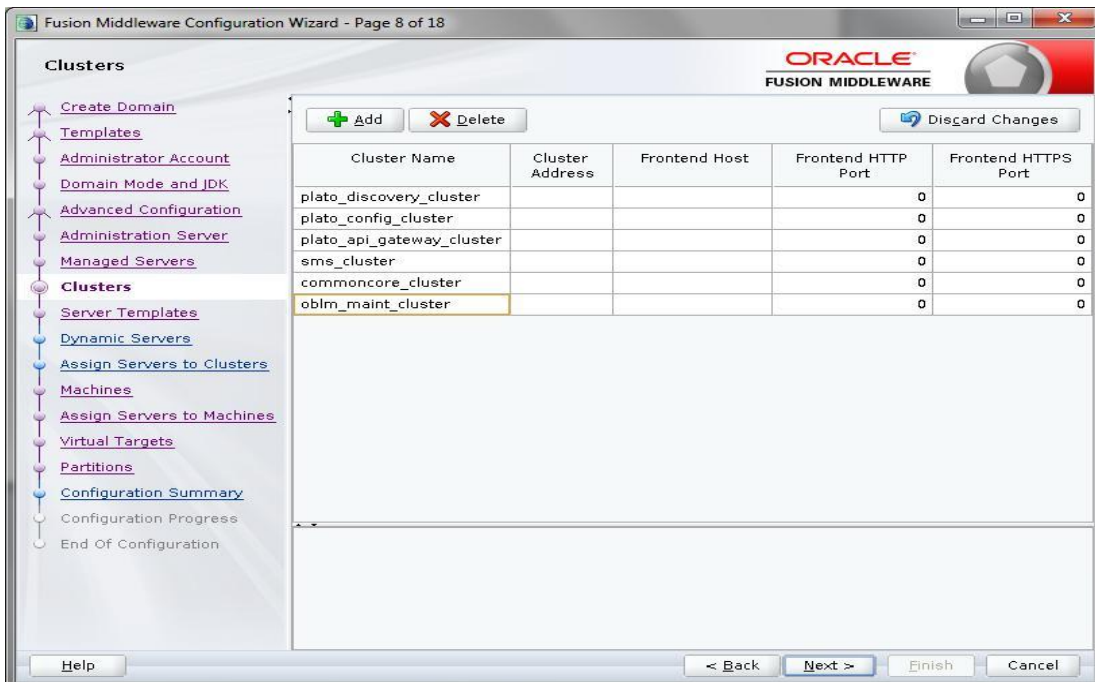 Fusion Middleware Configuration Wizard - Page 8 of 18
Clusters
ORACLE
FUSION MIDDLEWARE
Create Domain
Templates
Administrator Account
Domain Mode and JDK
Advanced Configuration
Administration Server
Managed Servers
Clusters
Server Templates
Dynamic Servers
Assign Servers to Clusters
Machines
Assign Servers to Machines
Virtual Targets
Partitions
Configuration Summary
Configuration Progress
End Of Configuration
Add Delete Discard Changes
Cluster Name Cluster Address Frontend Host Frontend HTTP Port Frontend HTTPS Port
plato_discovery_cluster 0 0
plato_config_cluster 0 0
plato_api_gateway_cluster 0 0
sms_cluster 0 0
commoncore_cluster 0 0
oblm_maint_cluster 0 0
Help < Back Next > Finish Cancel